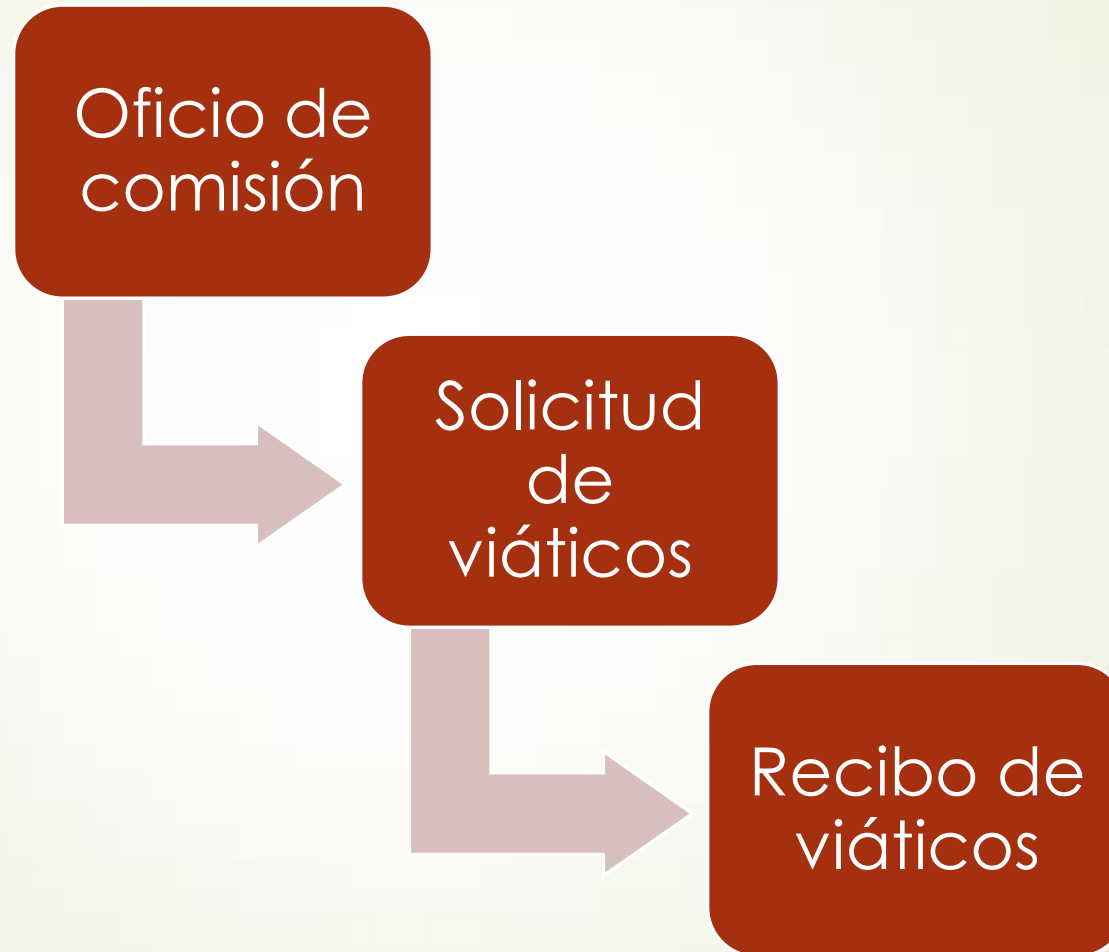 Oficio de
comisión
Solicitud
de
viáticos
Recibo de
viáticos